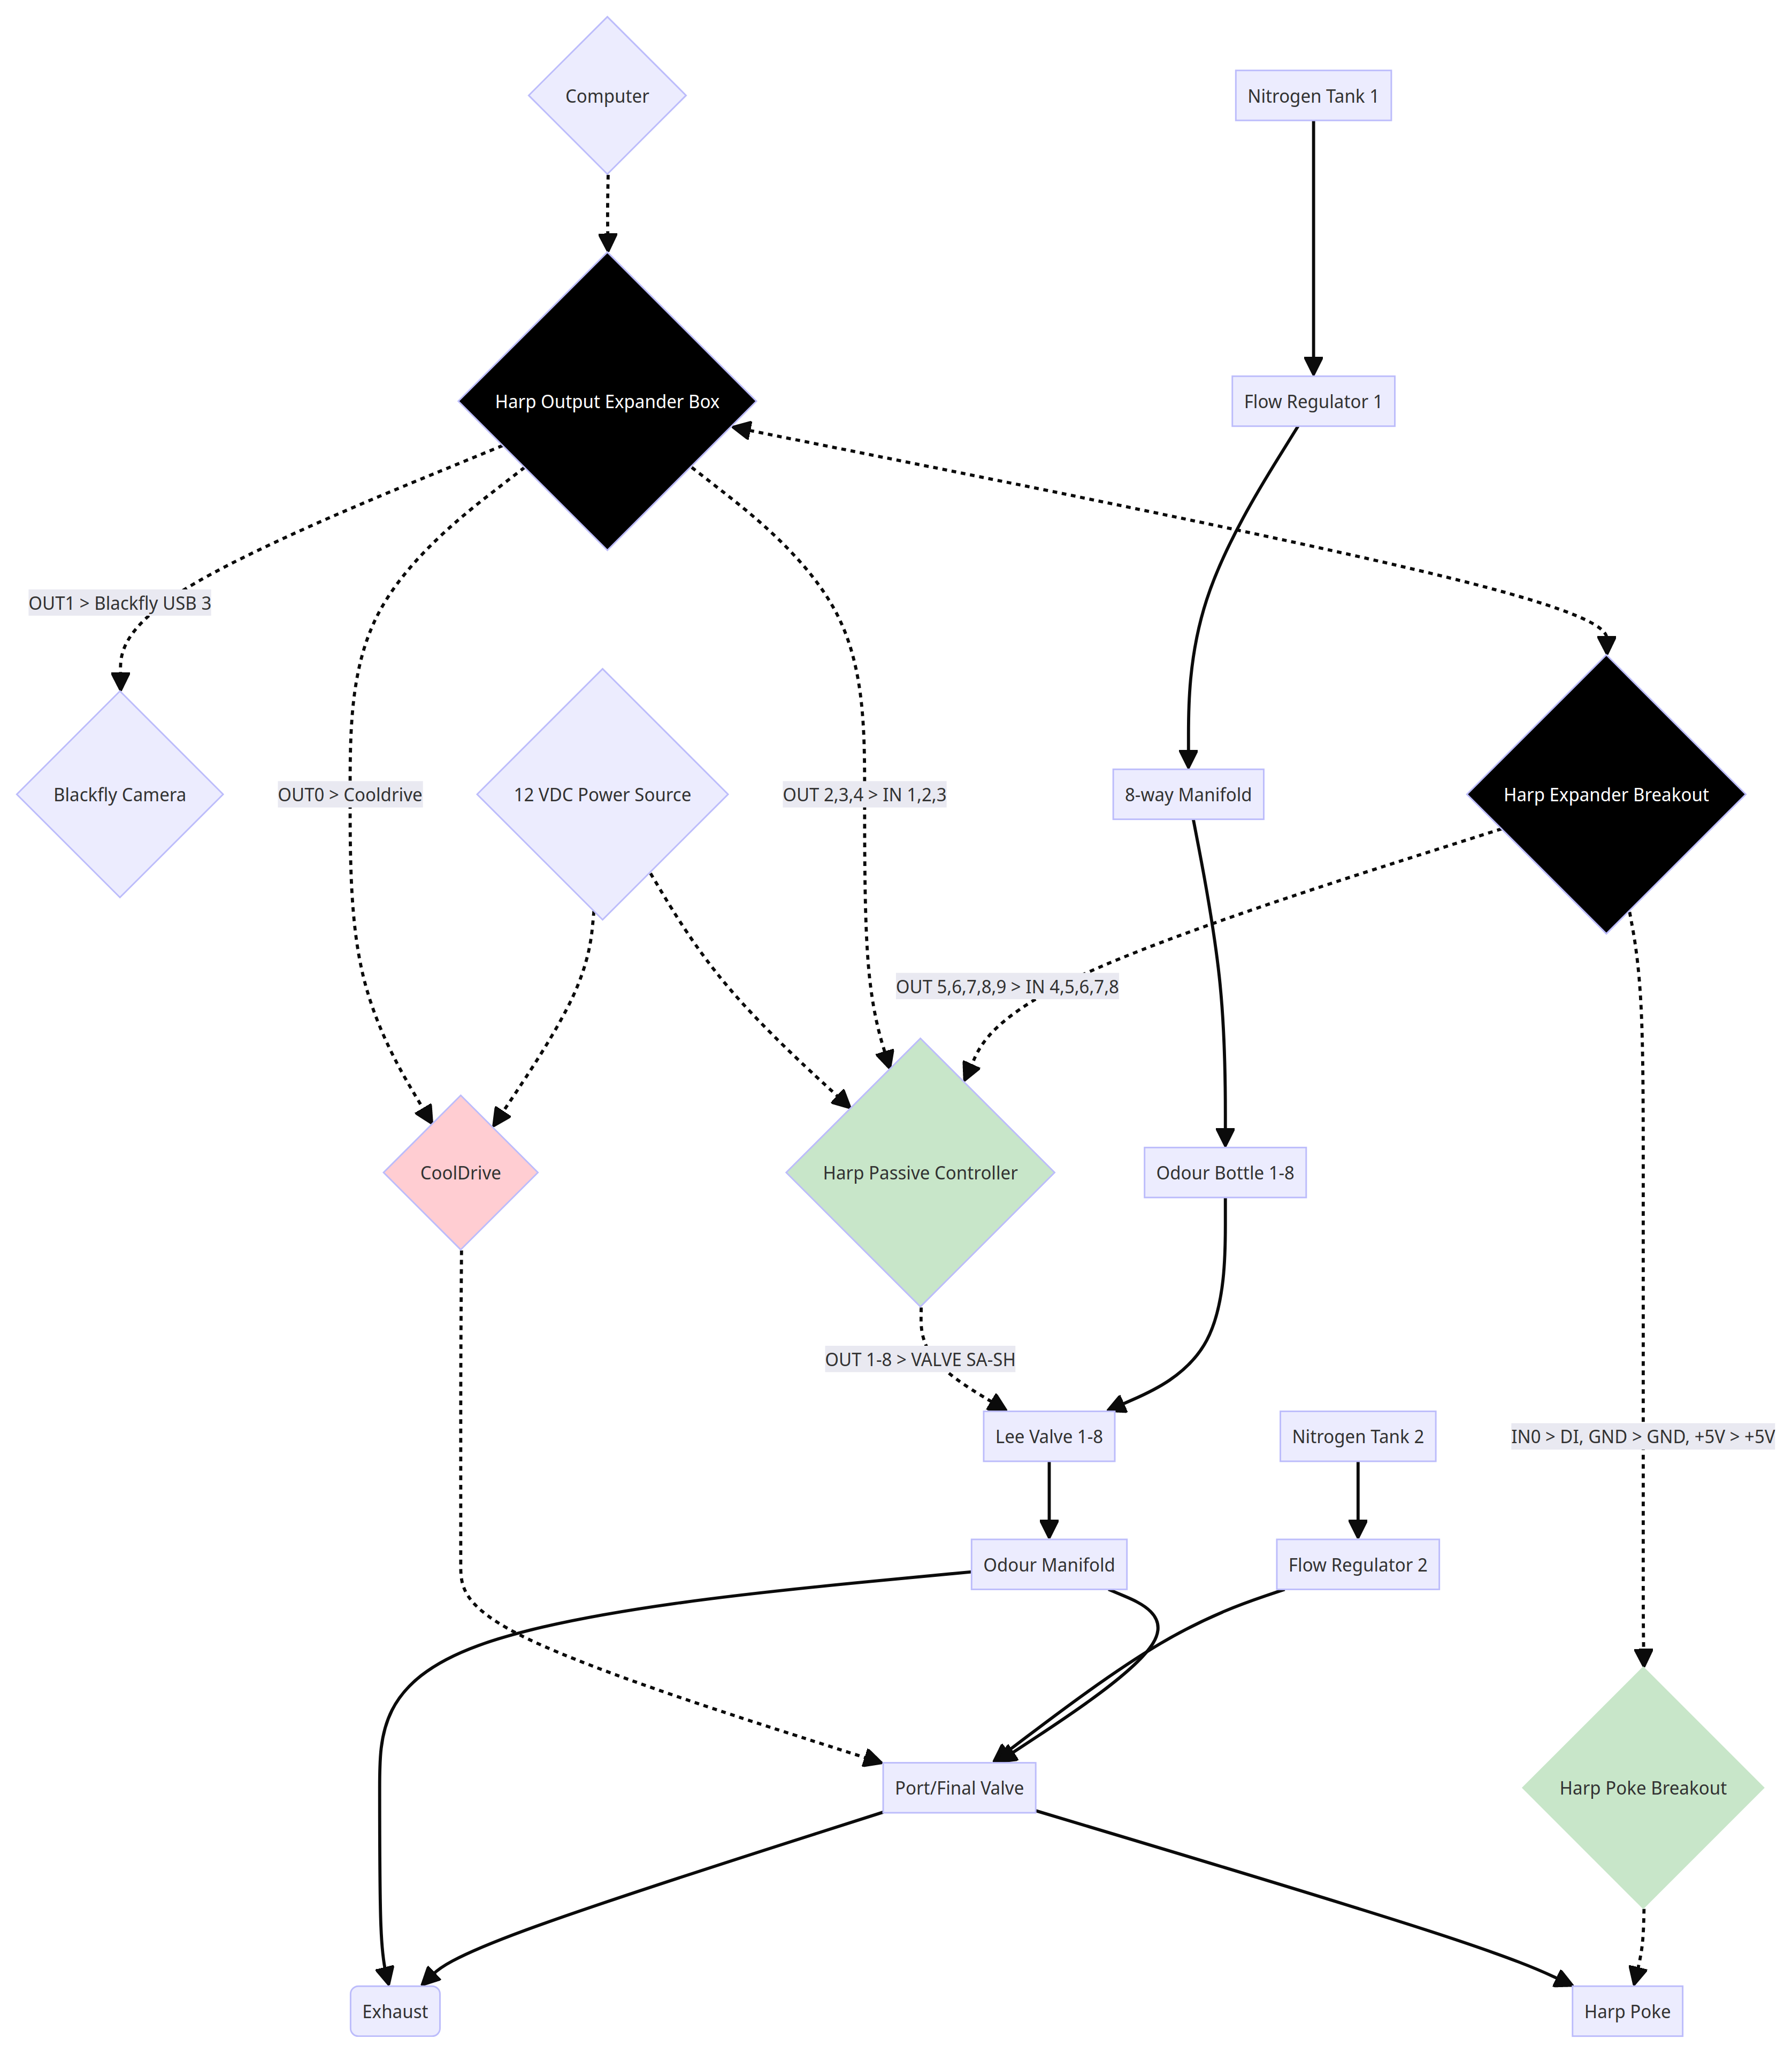 Computer
Nitrogen Tank 1
Harp Output Expander Box
Flow Regulator 1
OUT1 > Blackfly USB 3
Blackfly Camera
OUT0 > Cooldrive
12 VDC Power Source
OUT 2,3,4 > IN 1,2,3
8-way Manifold
Harp Expander Breakout
OUT 5,6,7,8,9 > IN 4,5,6,7,8
CoolDrive
Harp Passive Controller
Odour Bottle 1-8
OUT 1-8 > VALVE SA-SH
Lee Valve 1-8
Nitrogen Tank 2
IN0 > DI, GND > GND, +5V > +5V
Odour Manifold
Flow Regulator 2
Port/Final Valve
Harp Poke Breakout
Exhaust
Harp Poke